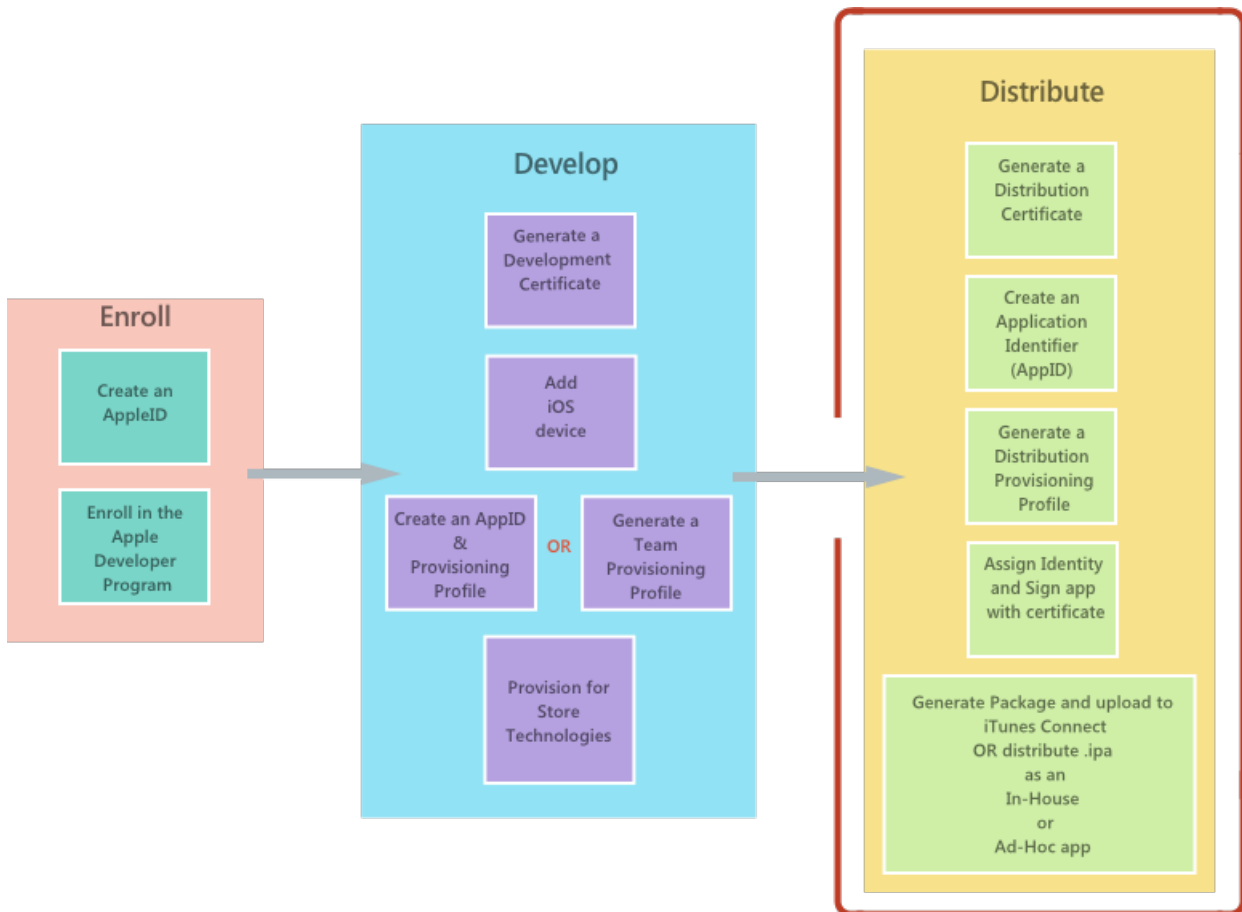 Enroll
Create an
AppleID
Enroll in the
Apple
Developer
Program
Develop
Generate a
Development
Certificate
Add
iOS
device
Create an AppID
&
Provisioning
Profile
OR
Generate a
Team
Provisioning
Profile
Provision for
Store
Technologies
Distribute
Generate a
Distribution
Certificate
Create an
Application
Identifier
(AppID)
Generate a
Distribution
Provisioning
Profile
Assign Identity
and Sign app
with certificate
Generate Package and upload to
iTunes Connect
OR distribute .ipa
as an
In-House
or
Ad-Hoc app